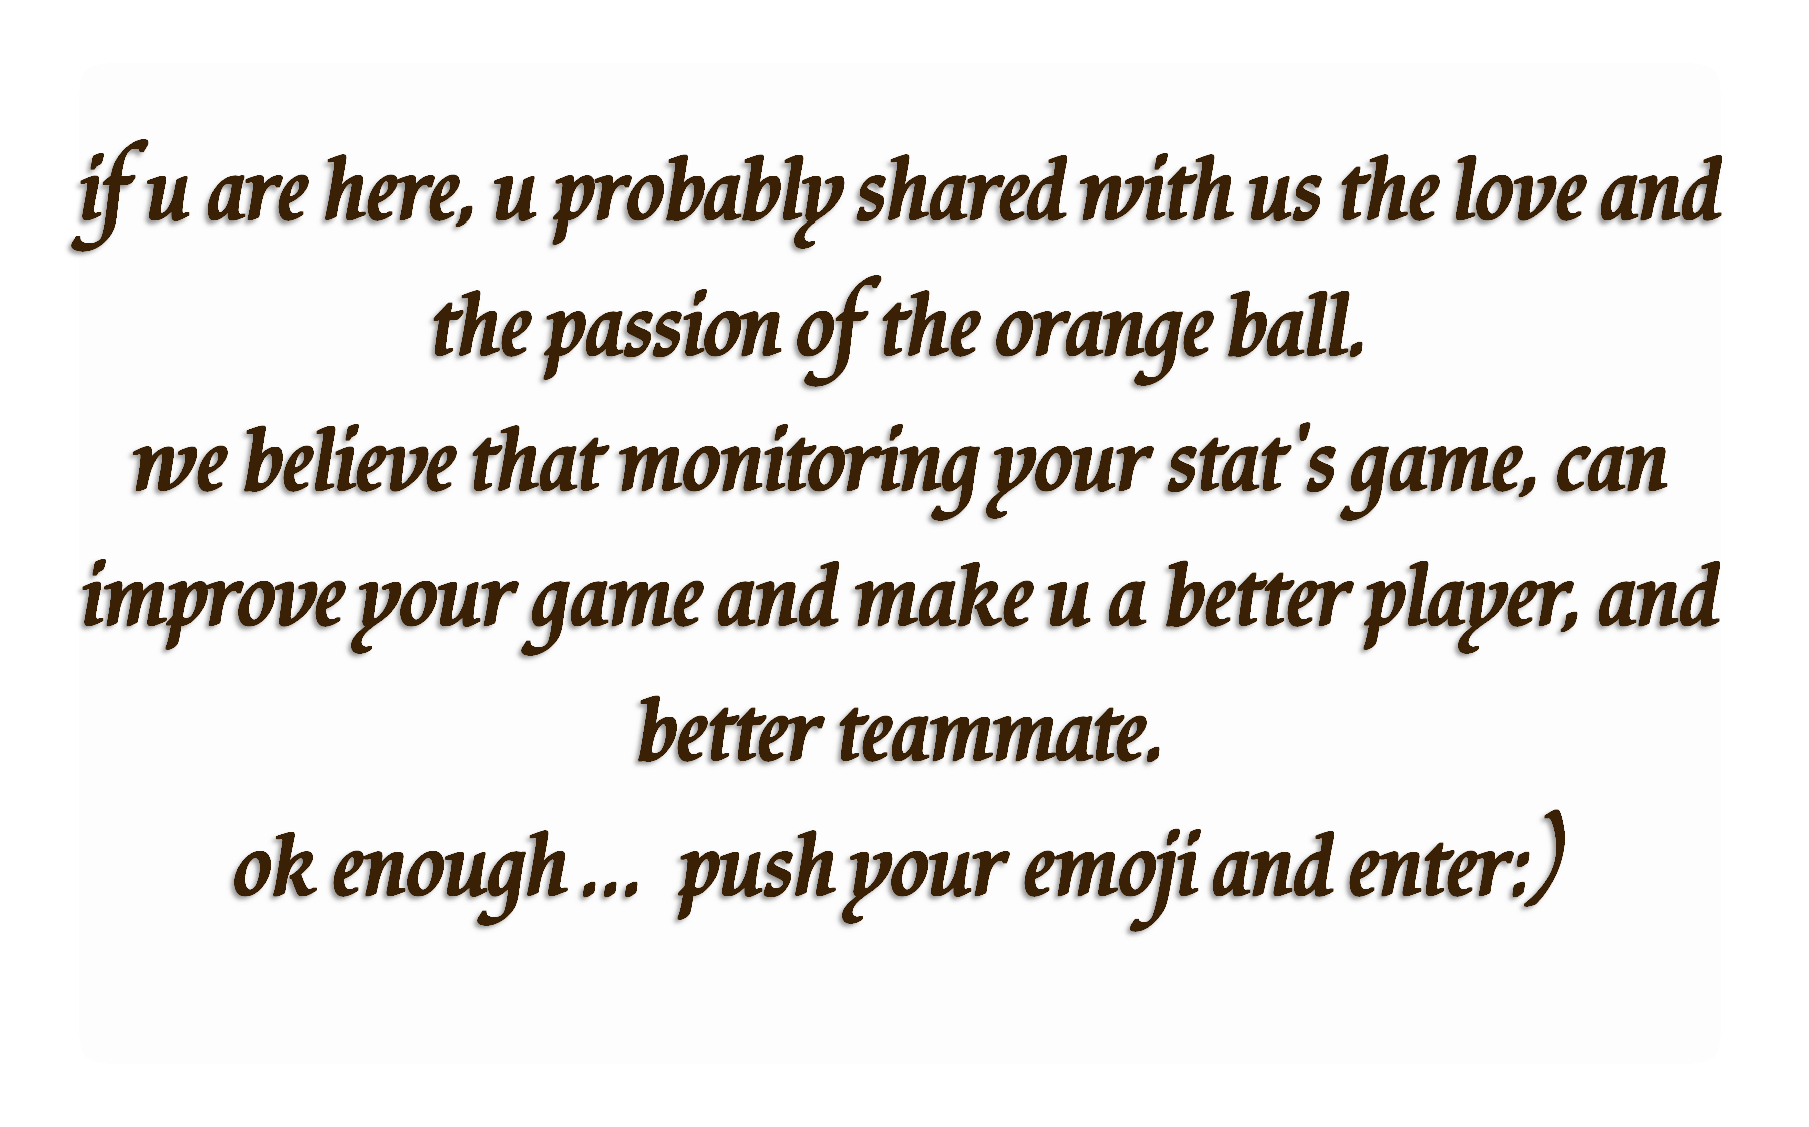 if u are here, u probably shared with us the love and
the passion of the orange ball.
we believe that monitoring your stat's game, can
improve your game and make u a better player, and
better teammate.
ok enough ... push your emoji and enter:)